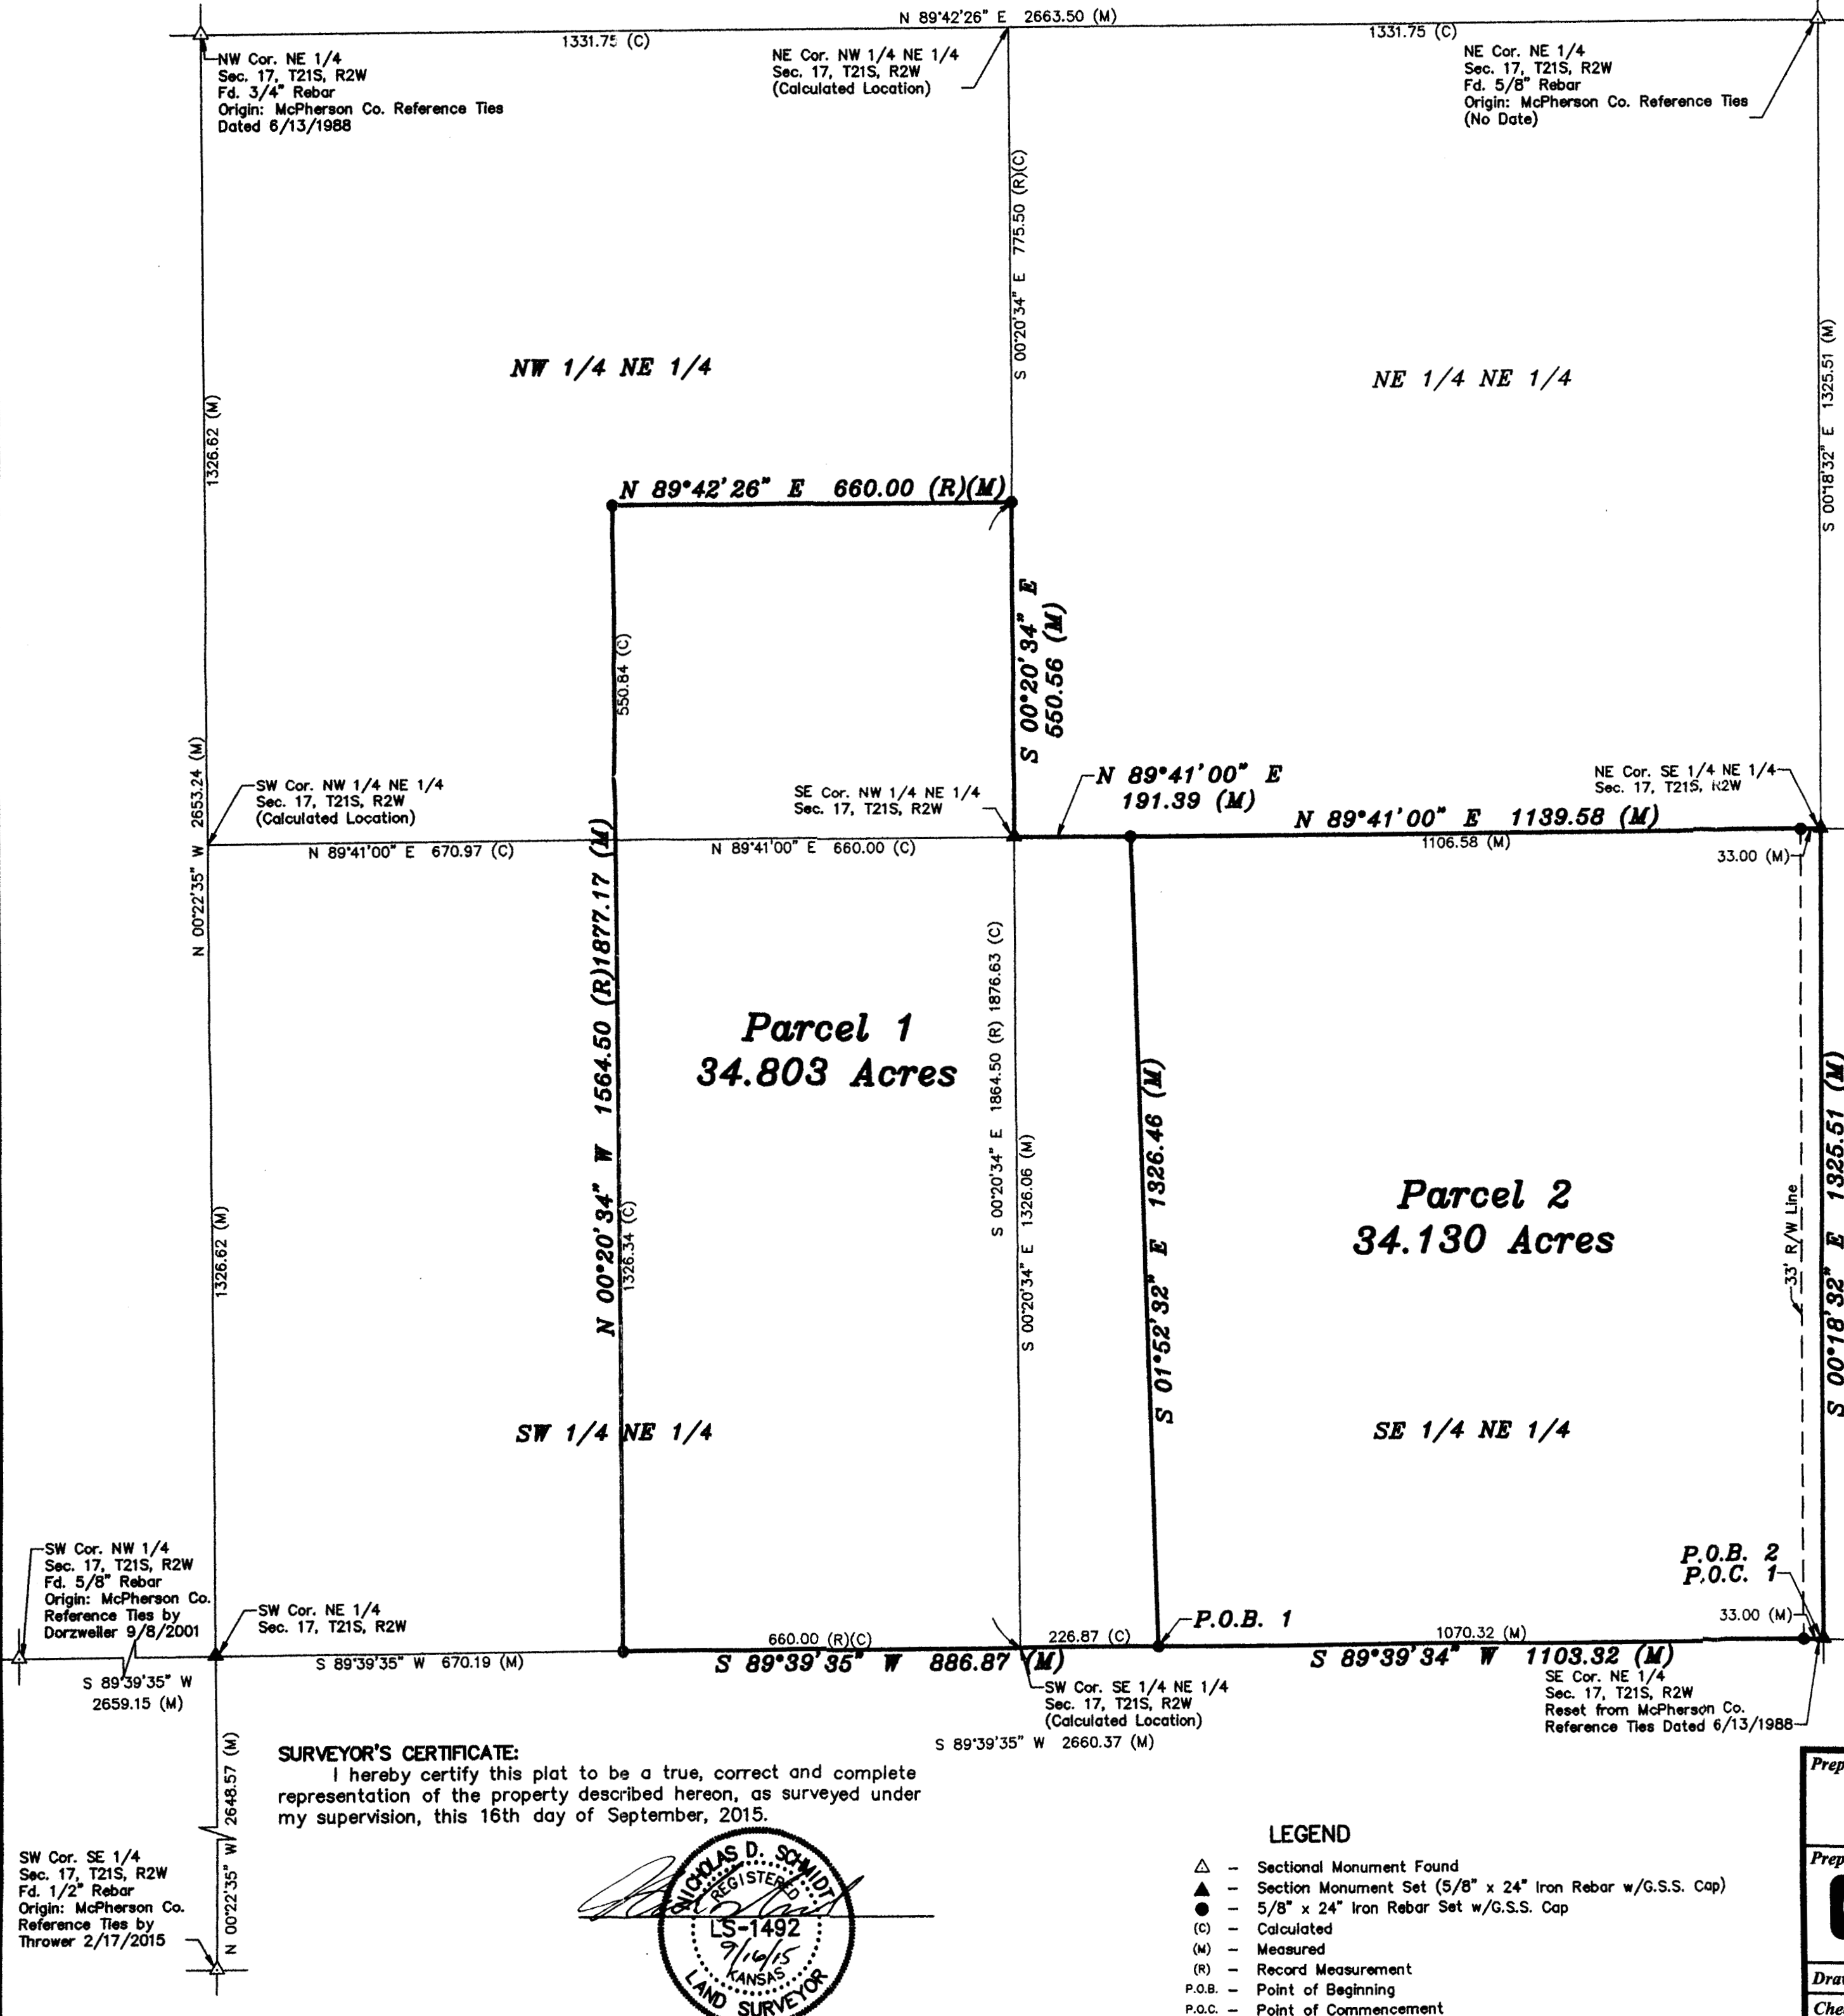 N 89°42'26" E 2663.50 (M)
1331.75 (C)
1331.75 (C)
NW Cor. NE 1/4
Sec. 17, T21S, R2W
Fd. 3/4" Rebar
Origin: McPherson Co. Reference Ties
Dated 6/13/1988
NE Cor. NW 1/4 NE 1/4
Sec. 17, T21S, R2W
(Calculated Location)
NE Cor. NE 1/4
Sec. 17, T21S, R2W
Fd. 5/8" Rebar
Origin: McPherson Co. Reference Ties
(No Date)
S 00°20'34" E 775.50 (R)(C)
S 00°18'32" E 1325.51 (M)
1326.62 (M)
NW 1/4 NE 1/4
NE 1/4 NE 1/4
N 89°42'26" E 660.00 (R)(M)
550.84 (C)
S 00°20'34" E
550.56 (M)
N 00°22'35" W 2653.24 (M)
SW Cor. NW 1/4 NE 1/4
Sec. 17, T21S, R2W
(Calculated Location)
SE Cor. NW 1/4 NE 1/4
Sec. 17, T21S, R2W
N 89°41'00" E
191.39 (M)
NE Cor. SE 1/4 NE 1/4
Sec. 17, T21S, R2W
N 89°41'00" E 1139.58 (M)
N 89°41'00" E 670.97 (C)
N 89°41'00" E 660.00 (C)
1106.58 (M)
33.00 (M)
N 00°20'34" W 1564.50 (R)1877.17 (M)
1326.34 (C)
Parcel 1
34.803 Acres
S 00°20'34" E 1864.50 (R) 1876.63 (C)
S 00°20'34" E 1326.06 (M)
S 01°52'32" E 1326.46 (M)
Parcel 2
34.130 Acres
33' R/W Line
S 00°18'32" E 1325.51 (M)
1326.62 (M)
SW 1/4 NE 1/4
SE 1/4 NE 1/4
SW Cor. NW 1/4
Sec. 17, T21S, R2W
Fd. 5/8" Rebar
Origin: McPherson Co.
Reference Ties by
Dorzweiler 9/8/2001
SW Cor. NE 1/4
Sec. 17, T21S, R2W
P.O.B. 2
P.O.C. 1
33.00 (M)
P.O.B. 1
660.00 (R)(C)
226.87 (C)
1070.32 (M)
S 89°39'35" W 670.19 (M)
S 89°39'35" W 886.87 (M)
S 89°39'34" W 1103.32 (M)
S 89°39'35" W
2659.15 (M)
SW Cor. SE 1/4 NE 1/4
Sec. 17, T21S, R2W
(Calculated Location)
SE Cor. NE 1/4
Sec. 17, T21S, R2W
Reset from McPherson Co.
Reference Ties Dated 6/13/1988
S 89°39'35" W 2660.37 (M)
SURVEYOR'S CERTIFICATE:
I hereby certify this plat to be a true, correct and complete
representation of the property described hereon, as surveyed under
my supervision, this 16th day of September, 2015.
N 00°22'35" W 2648.57 (M)
SW Cor. SE 1/4
Sec. 17, T21S, R2W
Fd. 1/2" Rebar
Origin: McPherson Co.
Reference Ties by
Thrower 2/17/2015
NICHOLAS D. SCHMIDT
REGISTERED
LS-1492
9/16/15
KANSAS
LAND SURVEYOR
LEGEND
△ – Sectional Monument Found
▲ – Section Monument Set (5/8" x 24" Iron Rebar w/G.S.S. Cap)
● – 5/8" x 24" Iron Rebar Set w/G.S.S. Cap
(C) – Calculated
(M) – Measured
(R) – Record Measurement
P.O.B. – Point of Beginning
P.O.C. – Point of Commencement